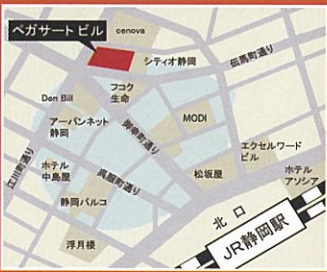 cenova
ペガサート ビル
シティオ静岡
伝馬町通り
フコク
生命
Den Bill
アーバンネット
静岡
御幸町通り
MODI
江川町通り
ホテル
中島屋
呉服町通り
松坂屋
エクセルワード
ビル
ホテル
アソシア
静岡パルコ
北口
JR静岡駅
浮月楼